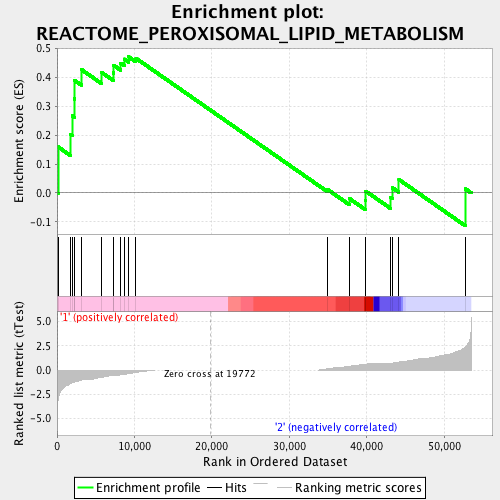 Enrichment plot:
REACTOME_PEROXISOMAL_LIPID_METABOLISM
Enrichment score (ES)
0.5
0.4
0.3
0.2
0.1
0.0
-0.1
'1' (positively correlated)
Ranked list metric (tTest)
5.0
2.5
0.0
-2.5
-5.0
Zero cross at 19772
'2' (negatively correlated)
0 10,000 20,000 30,000 40,000 50,000
Rank in Ordered Dataset
Enrichment profile Hits Ranking metric scores